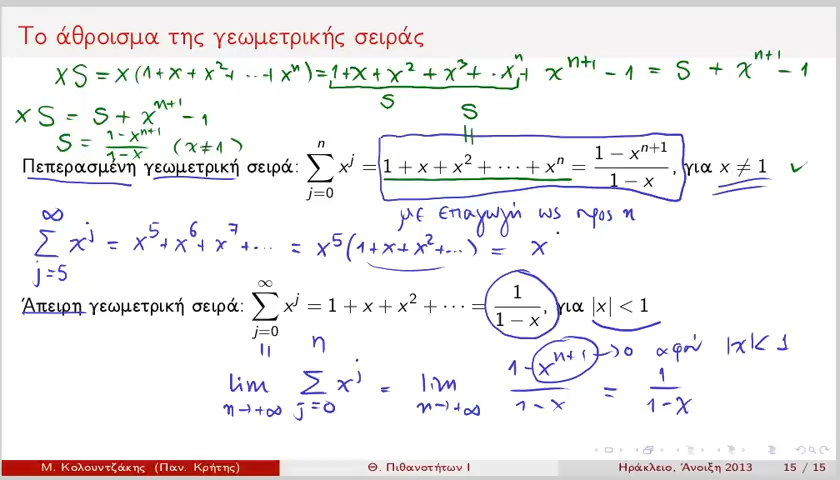 Το άθροισμα της γεωμετρικής σειράς
xS = x(1+x+x²+...+xⁿ) = 1+x+x²+x³+..xⁿ + xⁿ⁺¹ - 1 = S + xⁿ⁺¹ - 1
S
xS = S + xⁿ⁺¹ - 1
S
S = (1-xⁿ⁺¹)/(1-x) (x≠1)
||
Πεπερασμένη γεωμετρική σειρά: ∑_{j=0}^{n} x^j = 1 + x + x² + ··· + xⁿ = (1 − xⁿ⁺¹)/(1 − x), για x ≠ 1 ✓
με επαγωγή ως προς n
∑_{j=5}^{∞} x^j = x⁵+x⁶+x⁷+... = x⁵(1+x+x²+...) = x
Άπειρη γεωμετρική σειρά: ∑_{j=0}^{∞} x^j = 1 + x + x² + ··· = 1/(1 − x), για |x| < 1
||
lim_{n→+∞} ∑_{j=0}^{n} x^j = lim_{n→+∞} (1-xⁿ⁺¹)/(1-x) = 1/(1-x)
→0 αφού |x|<1
Μ. Κολουντζάκης (Παν. Κρήτης) Θ. Πιθανοτήτων Ι Ηράκλειο, Άνοιξη 2013 15 / 15